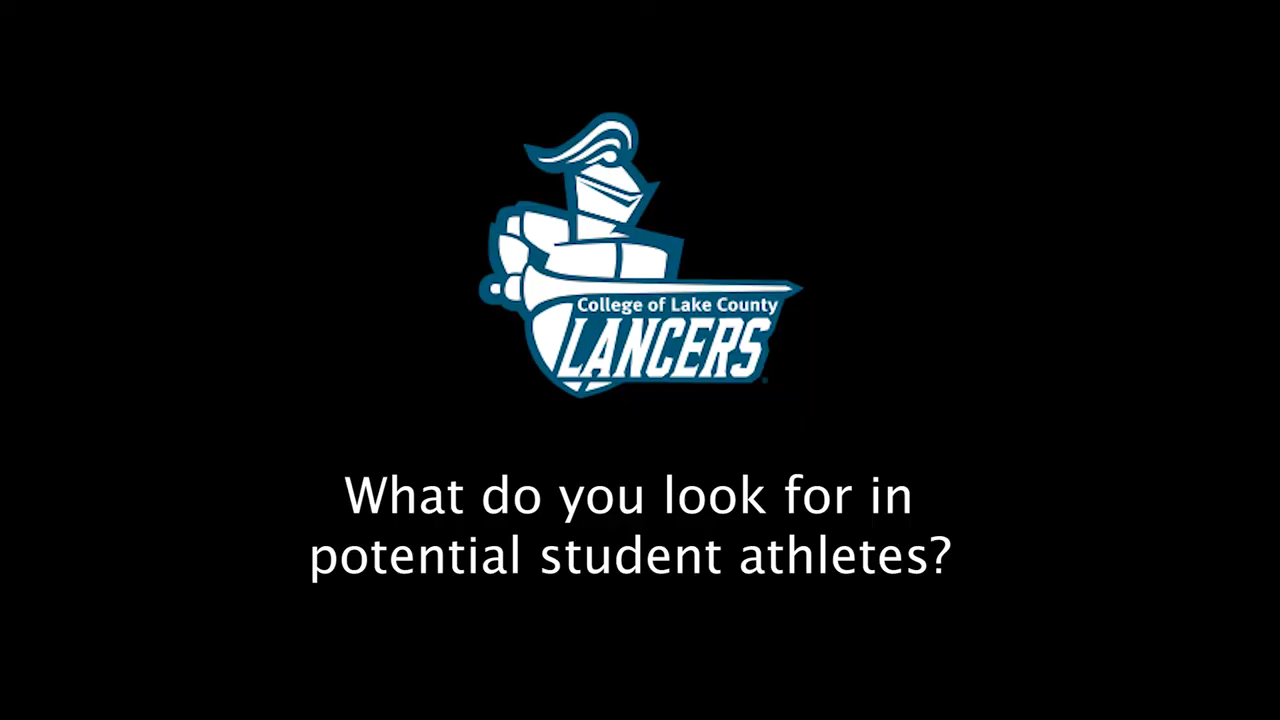 College of Lake County
LANCERS
What do you look for in
potential student athletes?